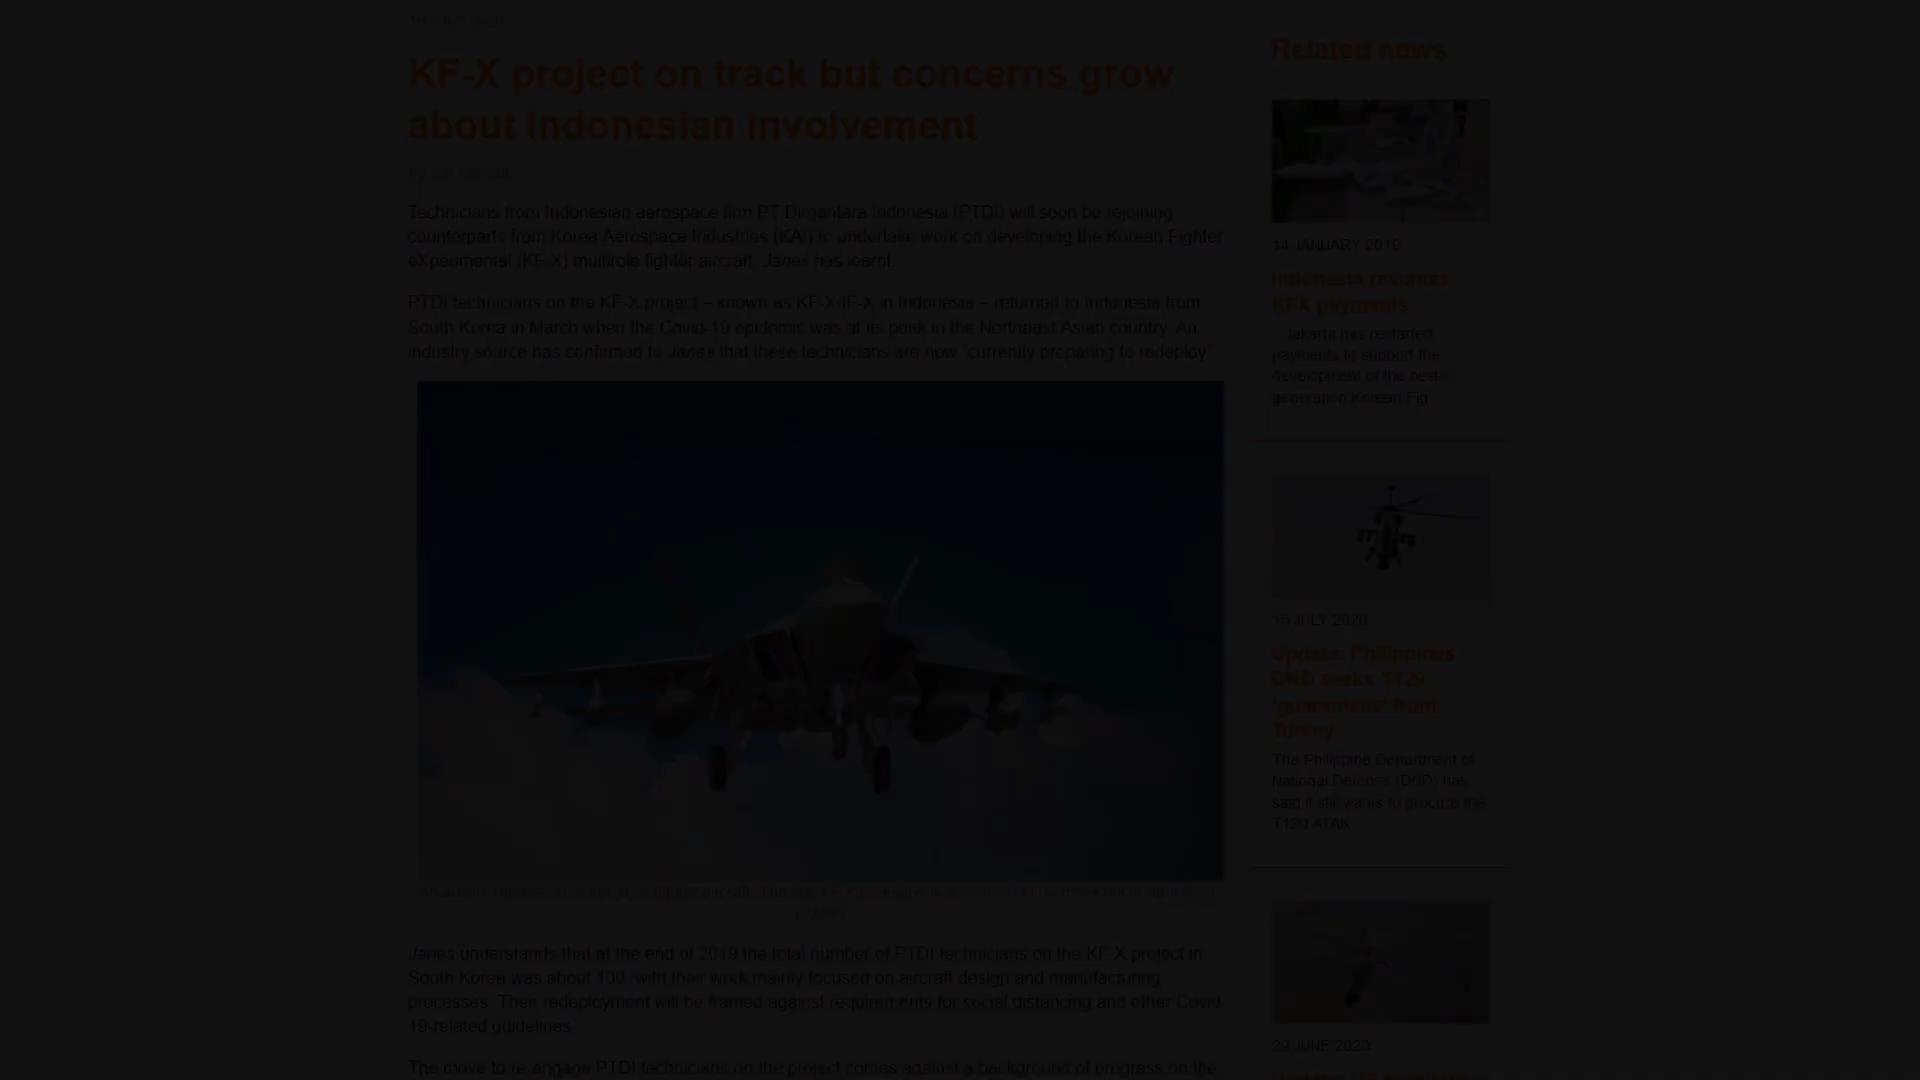 KF-X project on track but concerns grow
about Indonesian involvement
Technicians from Indonesian aerospace firm PT Dirgantara Indonesia (PTDI) will soon be rejoining
counterparts from Korea Aerospace Industries (KAI) to undertake work on developing the Korean Fighter
eXperimental (KF-X) multirole fighter aircraft, Janes has learnt.
PTDI technicians on the KF-X project – known as KF-X/IF-X in Indonesia – returned to Indonesia from
South Korea in March when the Covid-19 epidemic was at its peak in the Northeast Asian country. An
industry source has confirmed to Janes that these technicians are now “currently preparing to redeploy”.
Janes understands that at the end of 2019 the total number of PTDI technicians on the KF-X project in
South Korea was about 130, with their work mainly focused on aircraft design and manufacturing
processes. Their redeployment will be framed against requirements for social distancing and other Covid-
19-related guidelines.
The move to re-engage PTDI technicians on the project comes against a background of progress on the
Related news
14 JANUARY 2019
Indonesia resumes
KFX payments
Jakarta has restarted
payments to support the
development of the next-
generation Korean Fig
15 JULY 2020
Update: Philippines
DND seeks T129
‘guarantees’ from
Turkey
The Philippine Department of
National Defense (DND) has
said it still wants to procure the
T129 ATAK
29 JUNE 2020